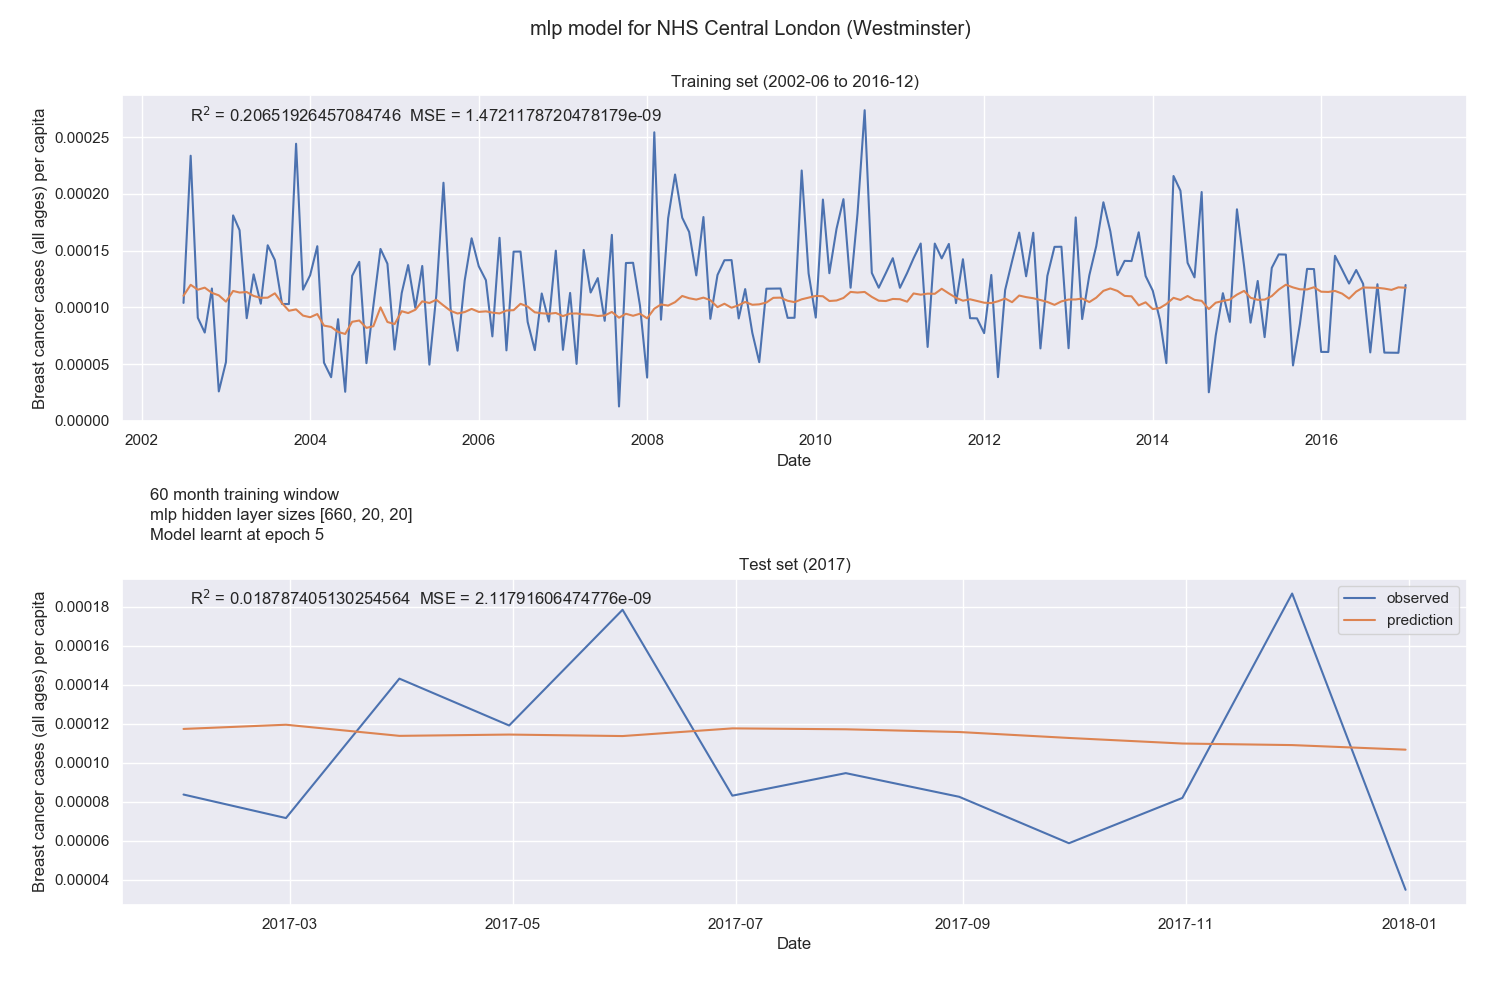 mlp model for NHS Central London (Westminster)
Training set (2002-06 to 2016-12)
R² = 0.20651926457084746 MSE = 1.4721178720478179e-09
Breast cancer cases (all ages) per capita
0.00025
0.00020
0.00015
0.00010
0.00005
0.00000
2002 2004 2006 2008 2010 2012 2014 2016
Date
60 month training window
mlp hidden layer sizes [660, 20, 20]
Model learnt at epoch 5
Test set (2017)
R² = 0.018787405130254564 MSE = 2.11791606474776e-09
observed
prediction
Breast cancer cases (all ages) per capita
0.00018
0.00016
0.00014
0.00012
0.00010
0.00008
0.00006
0.00004
2017-03 2017-05 2017-07 2017-09 2017-11 2018-01
Date